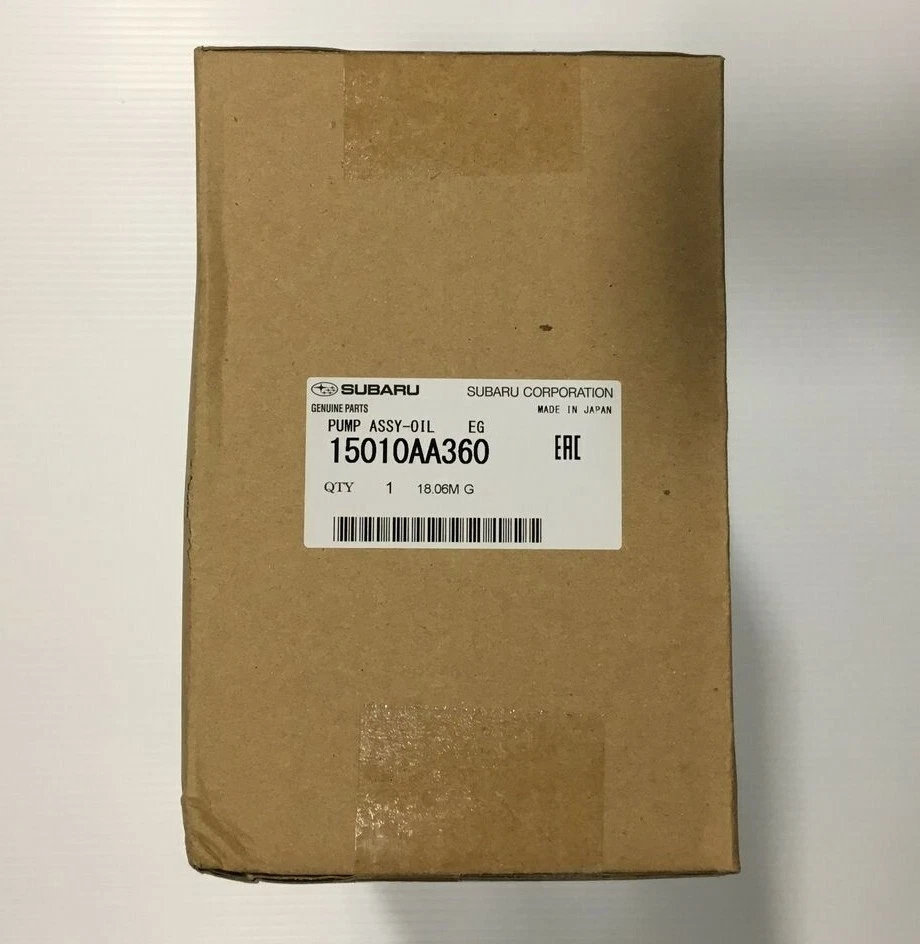 SUBARU SUBARU CORPORATION
GENUINE PARTS MADE IN JAPAN
PUMP ASSY-OIL EG
15010AA360 EAC
QTY 1 18.06M G